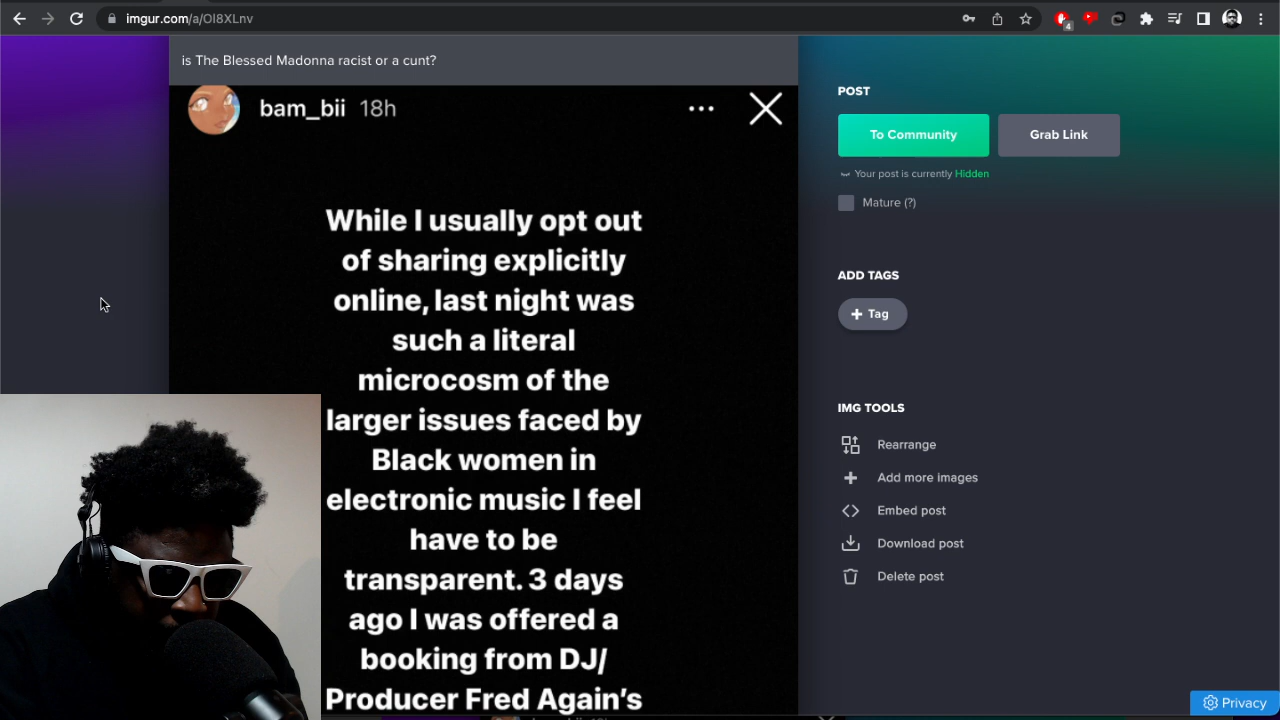 imgur.com/a/OI8XLnv
4
is The Blessed Madonna racist or a cunt?
bam_bii 18h
While I usually opt out
of sharing explicitly
online, last night was
such a literal
microcosm of the
larger issues faced by
Black women in
electronic music I feel
have to be
transparent. 3 days
ago I was offered a
booking from DJ/
Producer Fred Again’s
POST
To Community
Grab Link
Your post is currently Hidden
Mature (?)
ADD TAGS
+ Tag
IMG TOOLS
Rearrange
Add more images
Embed post
Download post
Delete post
Privacy